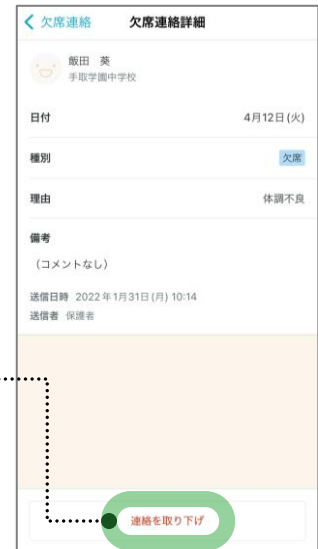 欠席連絡 欠席連絡詳細
飯田 葵
手取学園中学校
日付 4月12日(火)
種別 欠席
理由 体調不良
備考
(コメントなし)
送信日時 2022年1月31日(月) 10:14
送信者 保護者
連絡を取り下げ